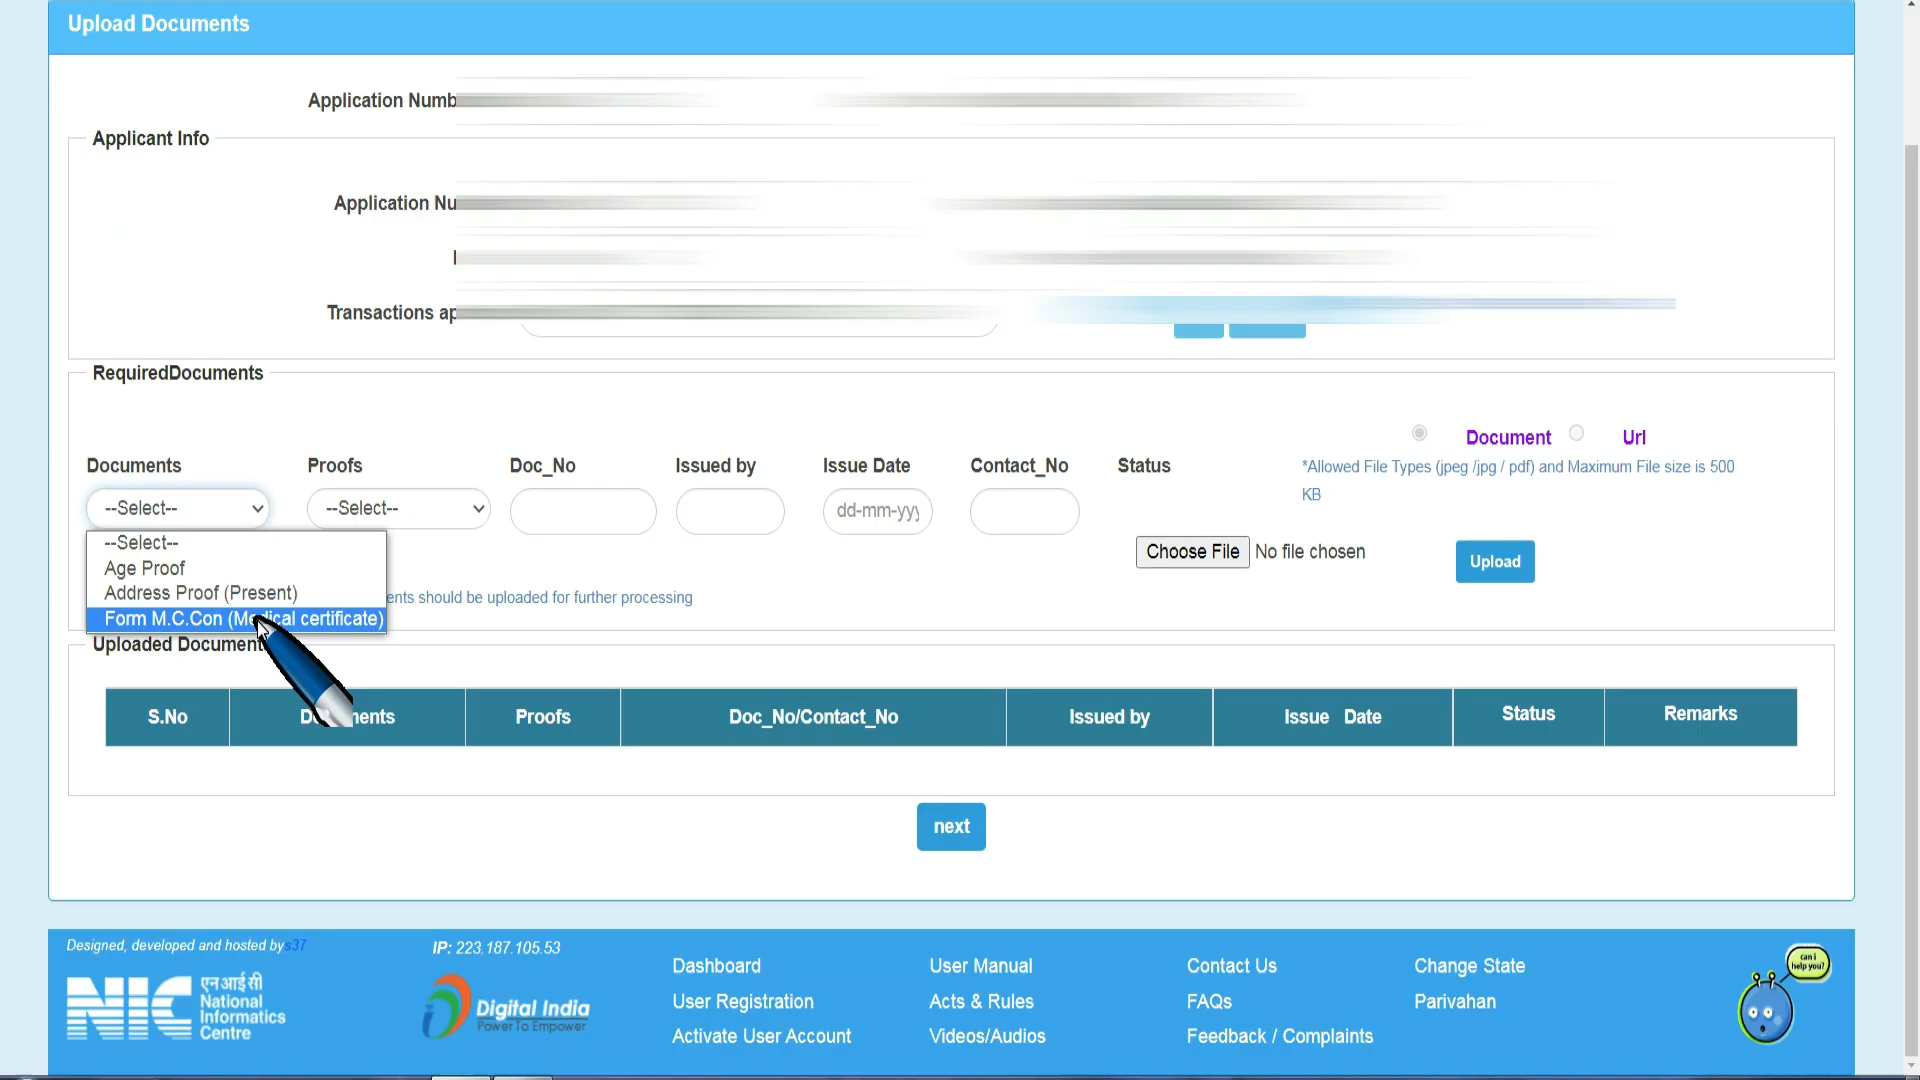 Upload Documents
Application Numb
Applicant Info
Application Nu
Transactions ap
RequiredDocuments
Document Url
Documents Proofs Doc_No Issued by Issue Date Contact_No Status
*Allowed File Types (jpeg /jpg / pdf) and Maximum File size is 500
KB
--Select-- --Select-- dd-mm-yyy
--Select--
Choose File No file chosen
Upload
Age Proof
Address Proof (Present)
ents should be uploaded for further processing
Form M.C.Con (Medical certificate)
Uploaded Document
S.No Documents Proofs Doc_No/Contact_No Issued by Issue Date Status Remarks
next
Designed, developed and hosted by s37
IP: 223.187.105.53
NIC एन आई सी
National
Informatics
Centre
Digital India
Power To Empower
Dashboard User Manual Contact Us Change State
User Registration Acts & Rules FAQs Parivahan
Activate User Account Videos/Audios Feedback / Complaints
can i
help you?